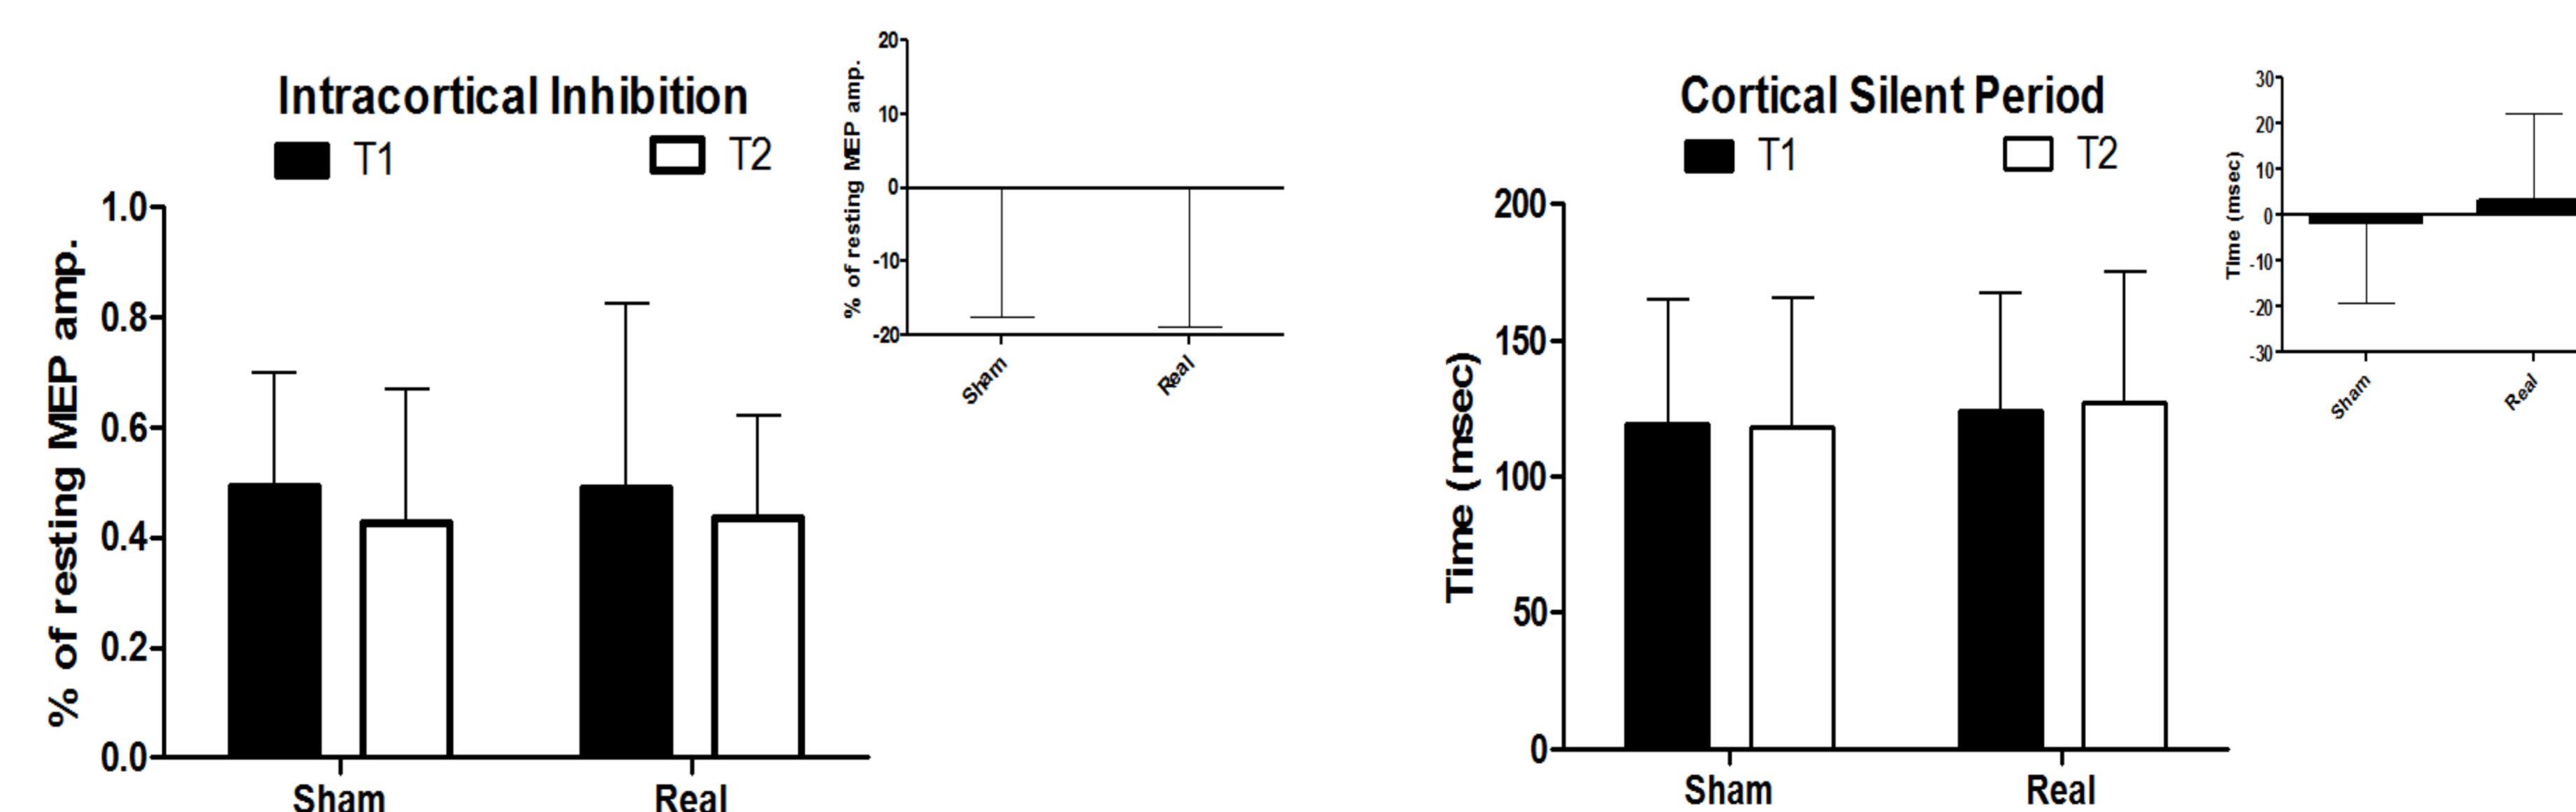 Intracortical Inhibition
T1
T2
% of resting MEP amp.
1.0
0.8
0.6
0.4
0.2
0.0
Sham
Real
% of resting MEP amp.
20
10
0
-10
-20
Sham
Real
Cortical Silent Period
T1
T2
Time (msec)
200
150
100
50
0
Sham
Real
Time (msec)
30
20
10
0
-10
-20
-30
Sham
Real